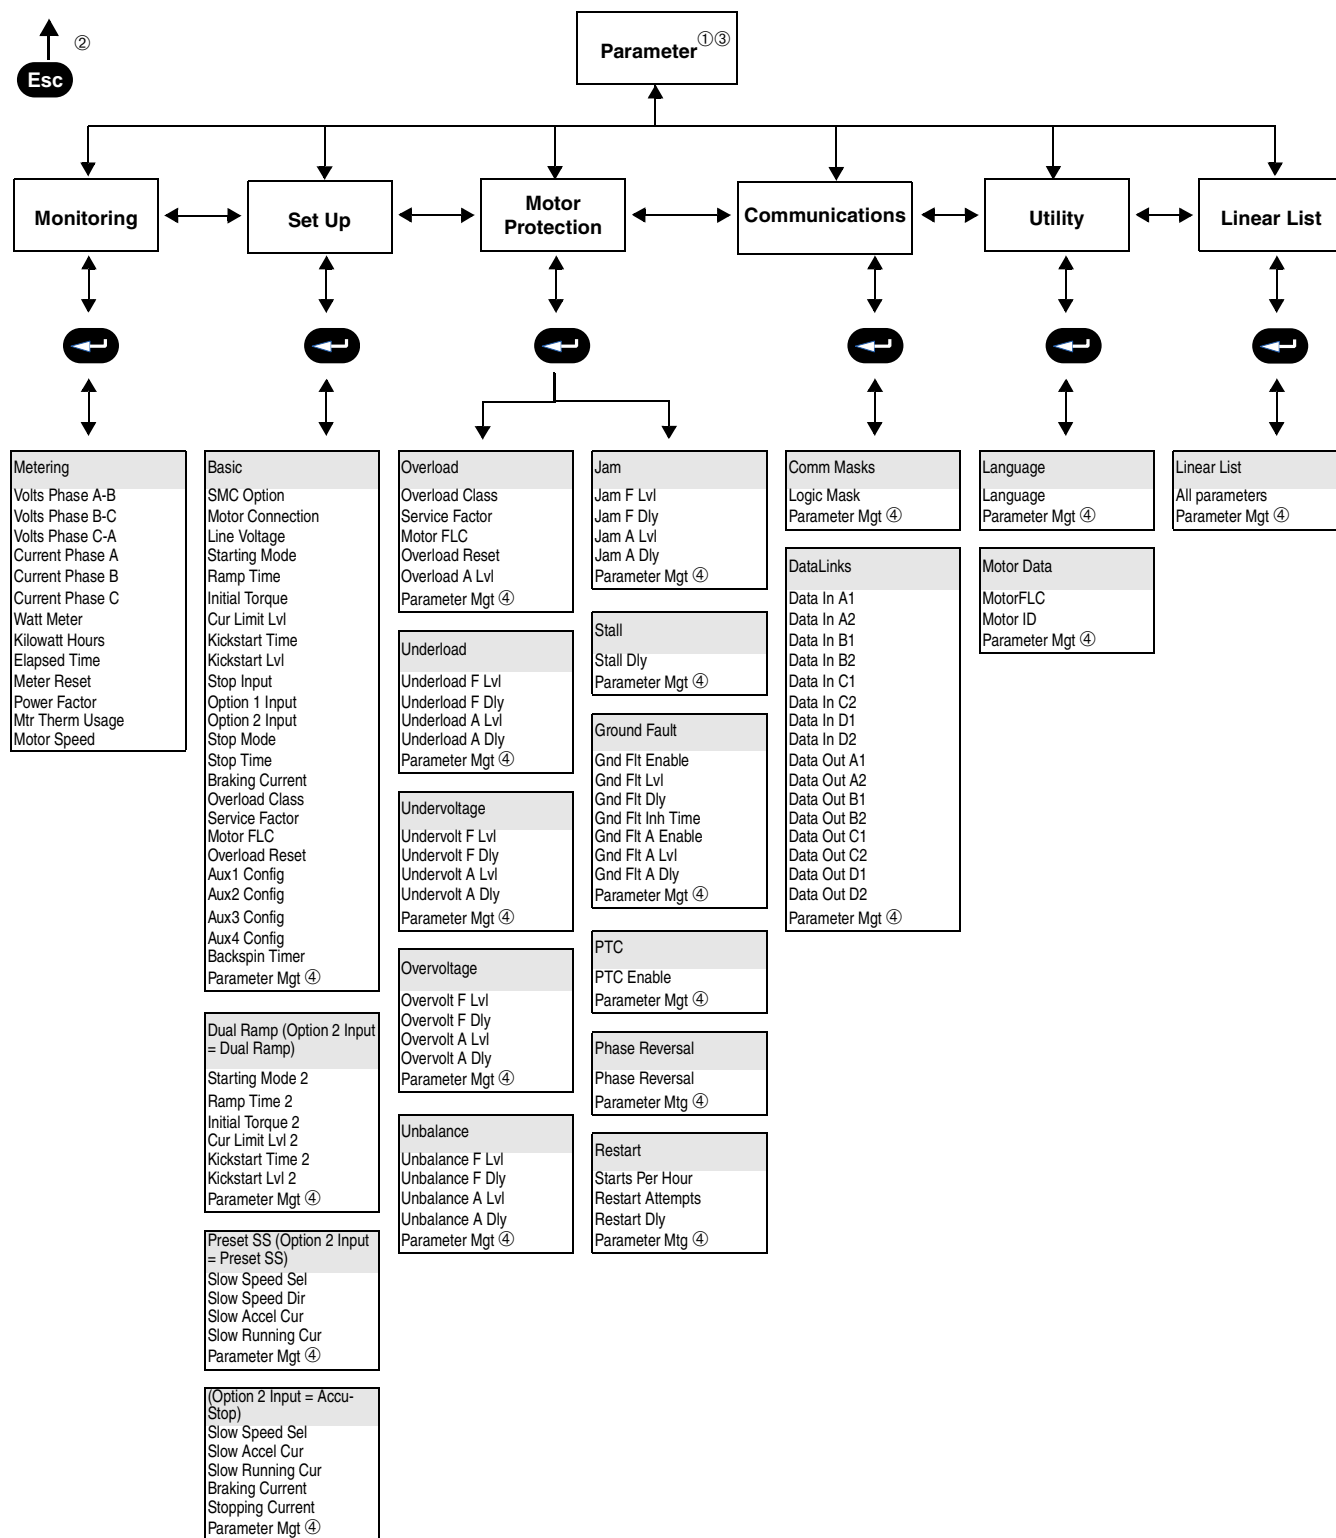 ②
Esc
Parameter①③
Monitoring
Set Up
Motor
Protection
Communications
Utility
Linear List
Metering
Volts Phase A-B
Volts Phase B-C
Volts Phase C-A
Current Phase A
Current Phase B
Current Phase C
Watt Meter
Kilowatt Hours
Elapsed Time
Meter Reset
Power Factor
Mtr Therm Usage
Motor Speed
Basic
SMC Option
Motor Connection
Line Voltage
Starting Mode
Ramp Time
Initial Torque
Cur Limit Lvl
Kickstart Time
Kickstart Lvl
Stop Input
Option 1 Input
Option 2 Input
Stop Mode
Stop Time
Braking Current
Overload Class
Service Factor
Motor FLC
Overload Reset
Aux1 Config
Aux2 Config
Aux3 Config
Aux4 Config
Backspin Timer
Parameter Mgt ④
Dual Ramp (Option 2 Input
= Dual Ramp)
Starting Mode 2
Ramp Time 2
Initial Torque 2
Cur Limit Lvl 2
Kickstart Time 2
Kickstart Lvl 2
Parameter Mgt ④
Preset SS (Option 2 Input
= Preset SS)
Slow Speed Sel
Slow Speed Dir
Slow Accel Cur
Slow Running Cur
Parameter Mgt ④
(Option 2 Input = Accu-
Stop)
Slow Speed Sel
Slow Accel Cur
Slow Running Cur
Braking Current
Stopping Current
Parameter Mgt ④
Overload
Overload Class
Service Factor
Motor FLC
Overload Reset
Overload A Lvl
Parameter Mgt ④
Underload
Underload F Lvl
Underload F Dly
Underload A Lvl
Underload A Dly
Parameter Mgt ④
Undervoltage
Undervolt F Lvl
Undervolt F Dly
Undervolt A Lvl
Undervolt A Dly
Parameter Mgt ④
Overvoltage
Overvolt F Lvl
Overvolt F Dly
Overvolt A Lvl
Overvolt A Dly
Parameter Mgt ④
Unbalance
Unbalance F Lvl
Unbalance F Dly
Unbalance A Lvl
Unbalance A Dly
Parameter Mgt ④
Jam
Jam F Lvl
Jam F Dly
Jam A Lvl
Jam A Dly
Parameter Mgt ④
Stall
Stall Dly
Parameter Mgt ④
Ground Fault
Gnd Flt Enable
Gnd Flt Lvl
Gnd Flt Dly
Gnd Flt Inh Time
Gnd Flt A Enable
Gnd Flt A Lvl
Gnd Flt A Dly
Parameter Mgt ④
PTC
PTC Enable
Parameter Mgt ④
Phase Reversal
Phase Reversal
Parameter Mtg ④
Restart
Starts Per Hour
Restart Attempts
Restart Dly
Parameter Mtg ④
Comm Masks
Logic Mask
Parameter Mgt ④
DataLinks
Data In A1
Data In A2
Data In B1
Data In B2
Data In C1
Data In C2
Data In D1
Data In D2
Data Out A1
Data Out A2
Data Out B1
Data Out B2
Data Out C1
Data Out C2
Data Out D1
Data Out D2
Parameter Mgt ④
Language
Language
Parameter Mgt ④
Motor Data
MotorFLC
Motor ID
Parameter Mgt ④
Linear List
All parameters
Parameter Mgt ④